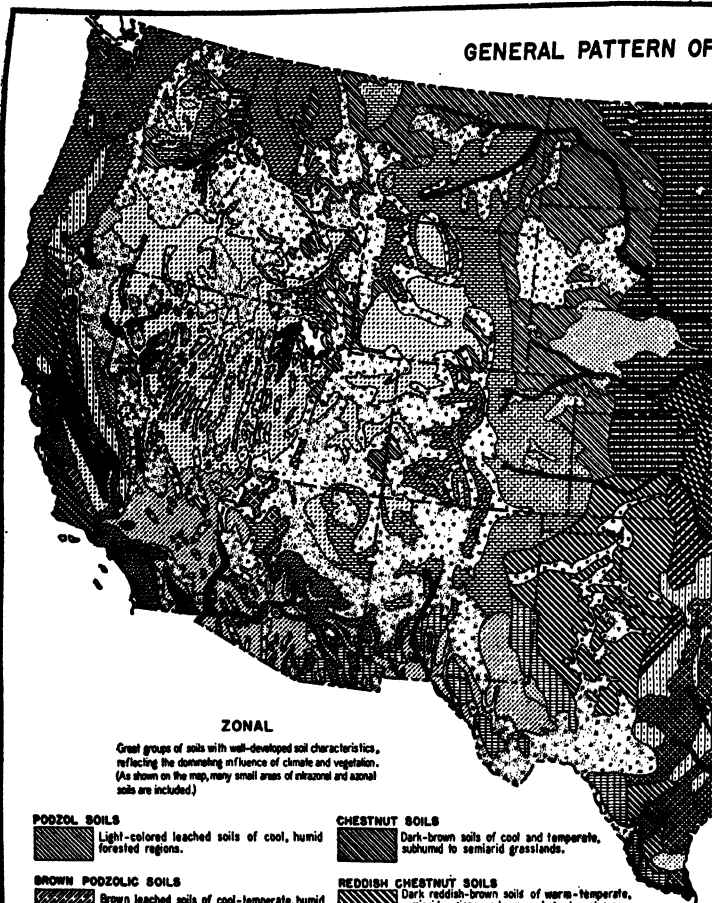 GENERAL PATTERN OF
ZONAL
Great groups of soils with well-developed soil characteristics,
reflecting the dominating influence of climate and vegetation.
(As shown on the map, many small areas of intrazonal and azonal
soils are included.)
PODZOL SOILS
Light-colored leached soils of cool, humid
forested regions.
BROWN PODZOLIC SOILS
Brown leached soils of cool-temperate, humid
CHESTNUT SOILS
Dark-brown soils of cool and temperate,
subhumid to semiarid grasslands.
REDDISH CHESTNUT SOILS
Dark reddish-brown soils of warm-temperate,